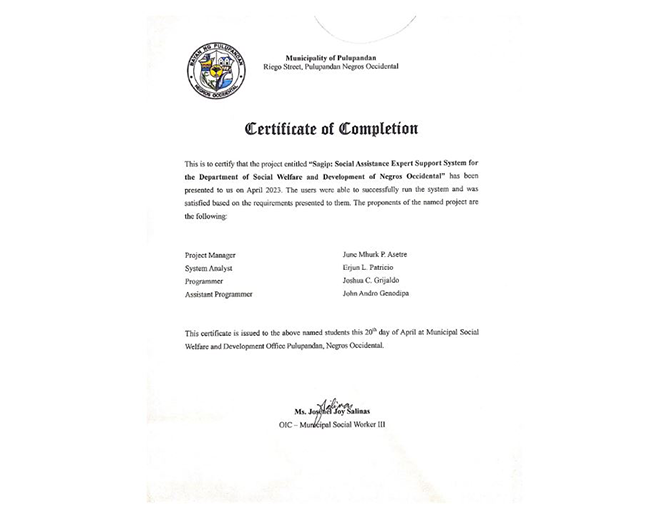 BAYAN NG PULUPANDAN
NEGROS OCCIDENTAL
Municipality of Pulupandan
Riego Street, Pulupandan Negros Occidental
Certificate of Completion
This is to certify that the project entitled “Sagip: Social Assistance Expert Support System for
the Department of Social Welfare and Development of Negros Occidental” has been
presented to us on April 2023. The users were able to successfully run the system and was
satisfied based on the requirements presented to them. The proponents of the named project are
the following:
Project Manager June Mhurk P. Asetre
System Analyst Erjun L. Patricio
Programmer Joshua C. Grijaldo
Assistant Programmer John Andro Genodipa
This certificate is issued to the above named students this 20th day of April at Municipal Social
Welfare and Development Office Pulupandan, Negros Occidental.
Ms. Joy Salinas
OIC – Municipal Social Worker III